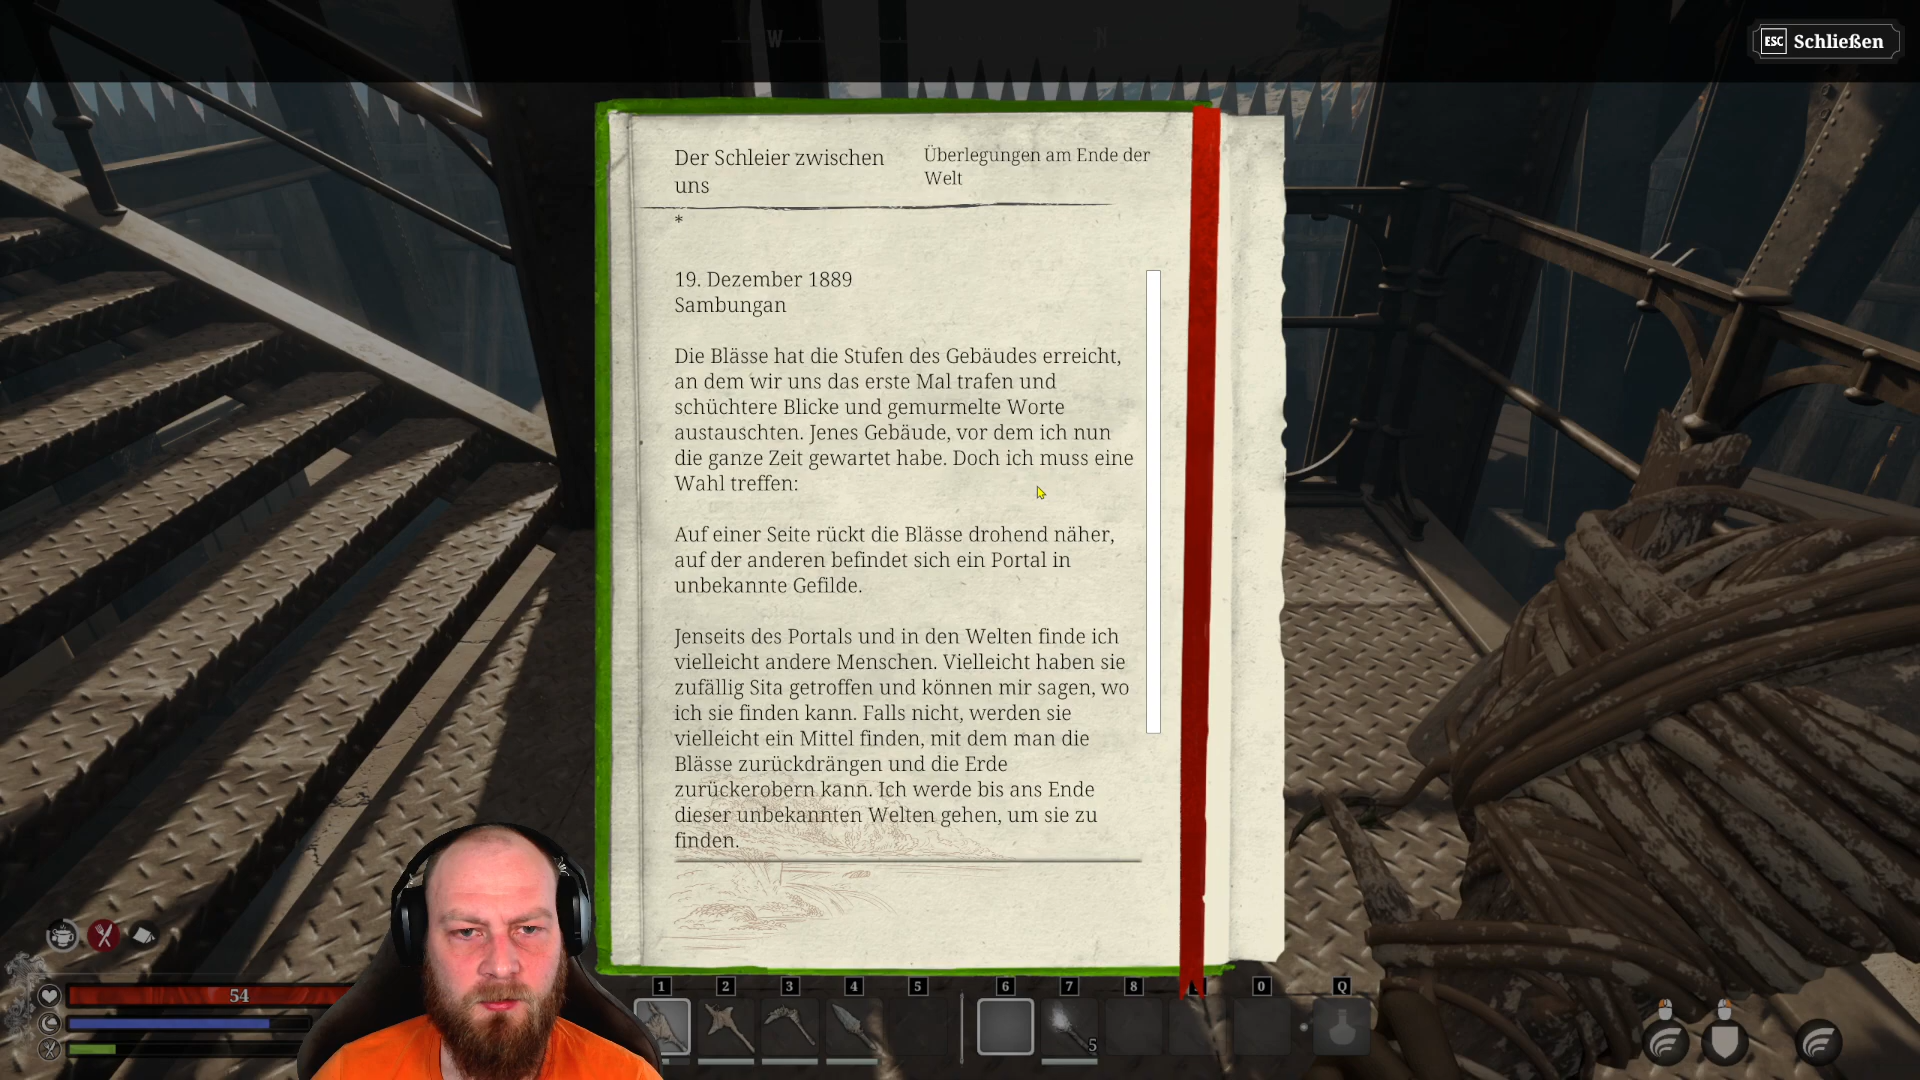 W
N
ESC Schließen
Der Schleier zwischen
uns
Überlegungen am Ende der
Welt
*
19. Dezember 1889
Sambungan
Die Blässe hat die Stufen des Gebäudes erreicht,
an dem wir uns das erste Mal trafen und
schüchtere Blicke und gemurmelte Worte
austauschten. Jenes Gebäude, vor dem ich nun
die ganze Zeit gewartet habe. Doch ich muss eine
Wahl treffen:
Auf einer Seite rückt die Blässe drohend näher,
auf der anderen befindet sich ein Portal in
unbekannte Gefilde.
Jenseits des Portals und in den Welten finde ich
vielleicht andere Menschen. Vielleicht haben sie
zufällig Sita getroffen und können mir sagen, wo
ich sie finden kann. Falls nicht, werden sie
vielleicht ein Mittel finden, mit dem man die
Blässe zurückdrängen und die Erde
zurückerobern kann. Ich werde bis ans Ende
dieser unbekannten Welten gehen, um sie zu
finden.
54
1 2 3 4 5 6 7 8 0 Q
5